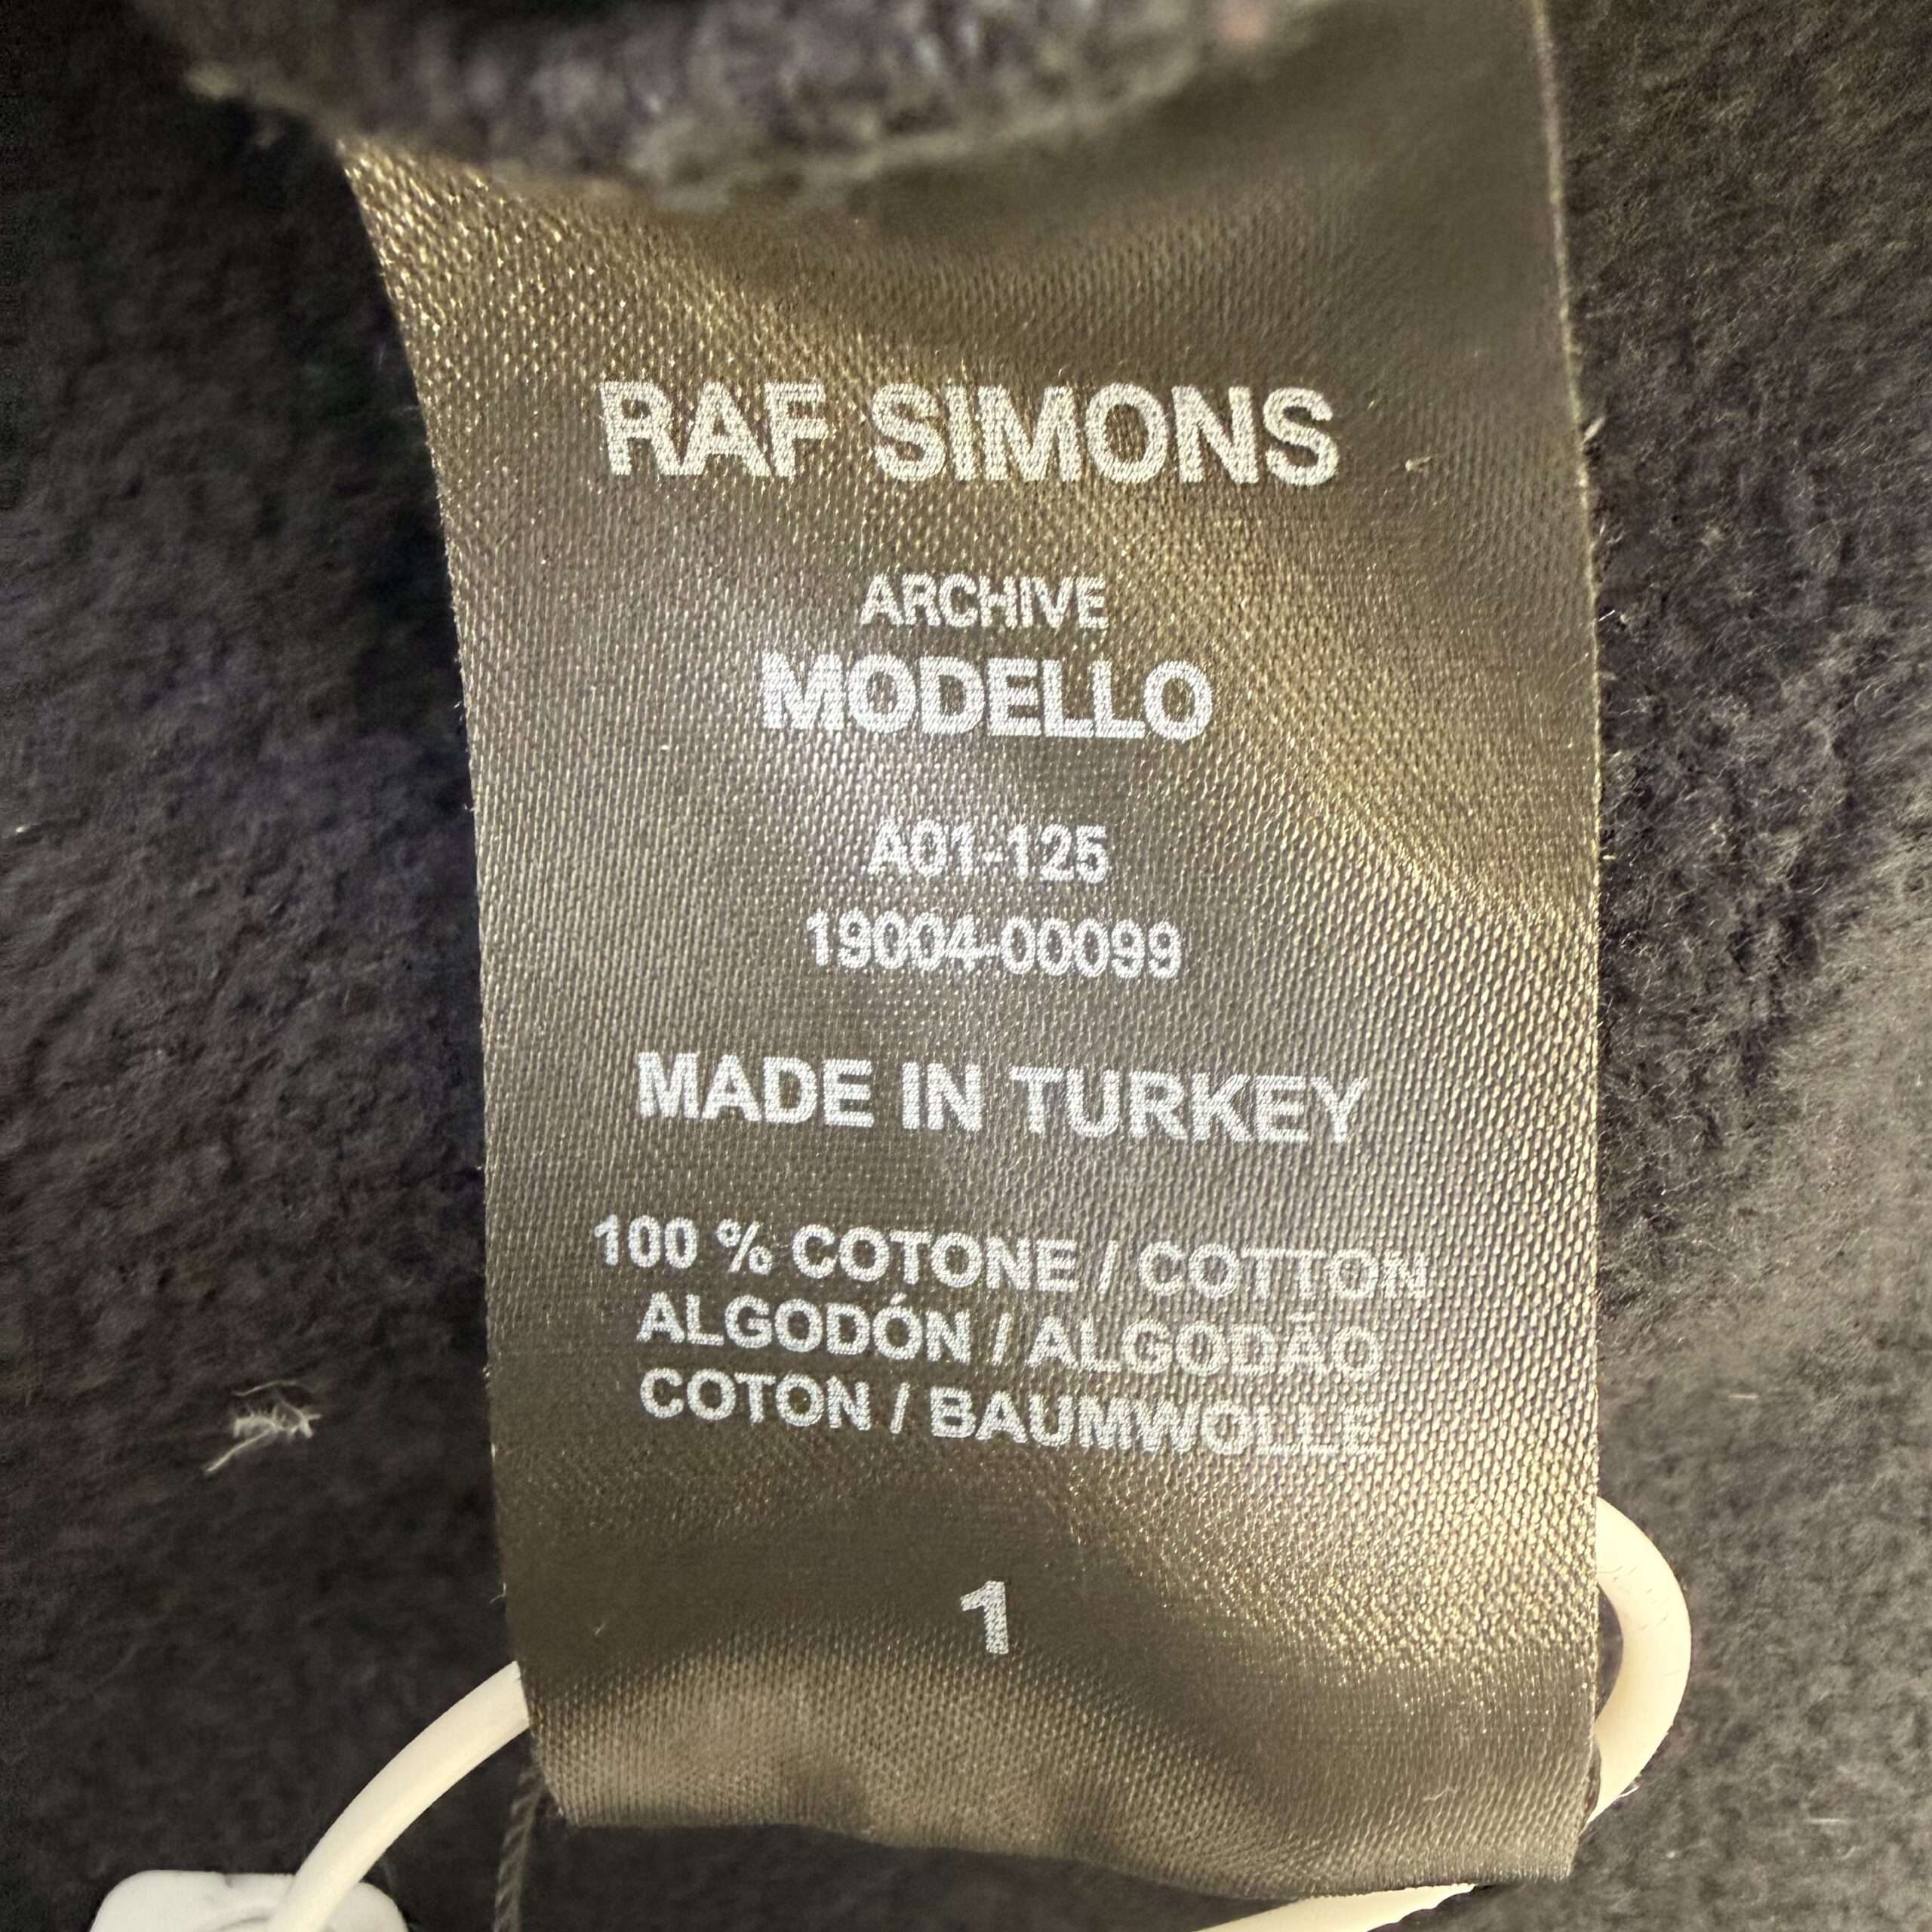 RAF SIMONS
ARCHIVE
MODELLO
A01-125
19004-00099
MADE IN TURKEY
100 % COTONE / COTTON
ALGODÓN / ALGODÃO
COTON / BAUMWOLLE
1